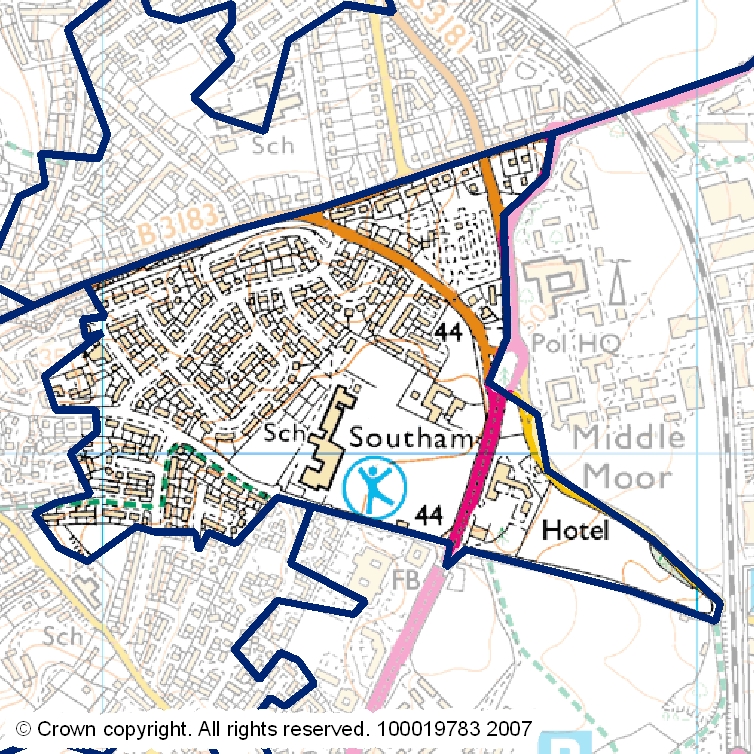 B3181
Sch
B3183
44
Pol HQ
Sch
Southam
Middle
Moor
44
Hotel
FB
Sch
© Crown copyright. All rights reserved. 100019783 2007